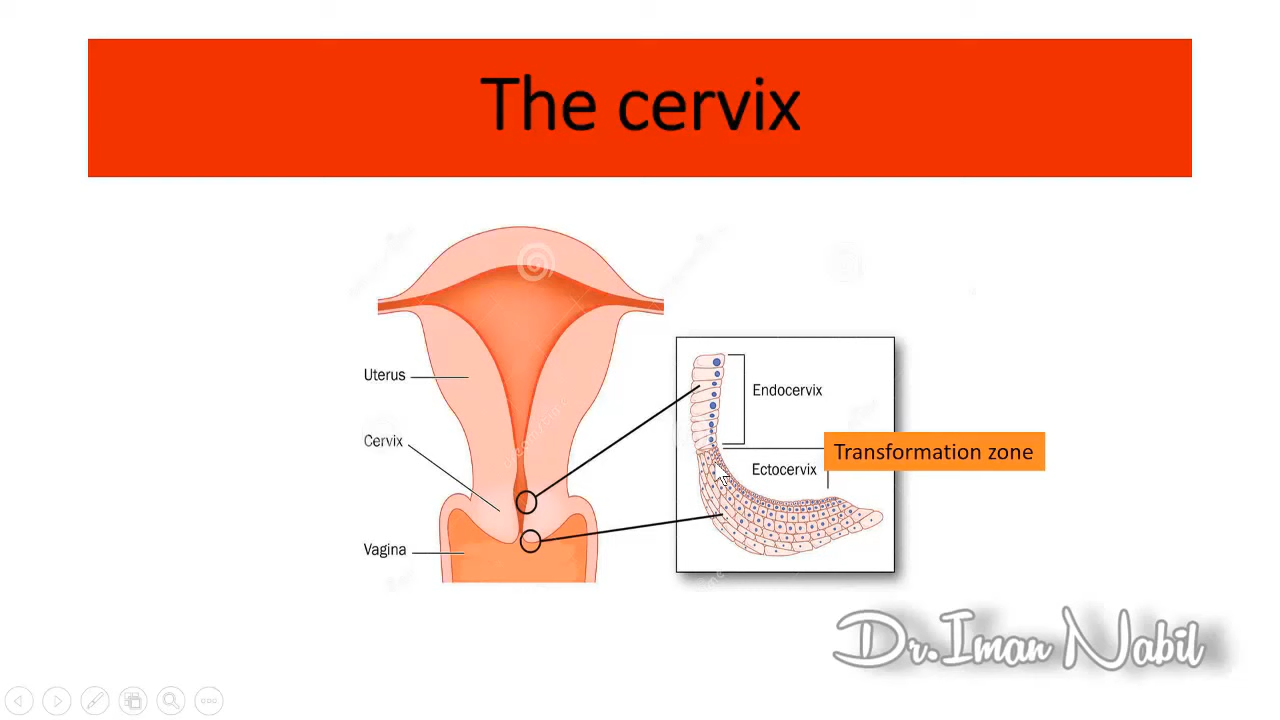 The cervix
Uterus
Cervix
Vagina
Endocervix
Ectocervix
Transformation zone
Dr.Iman Nabil